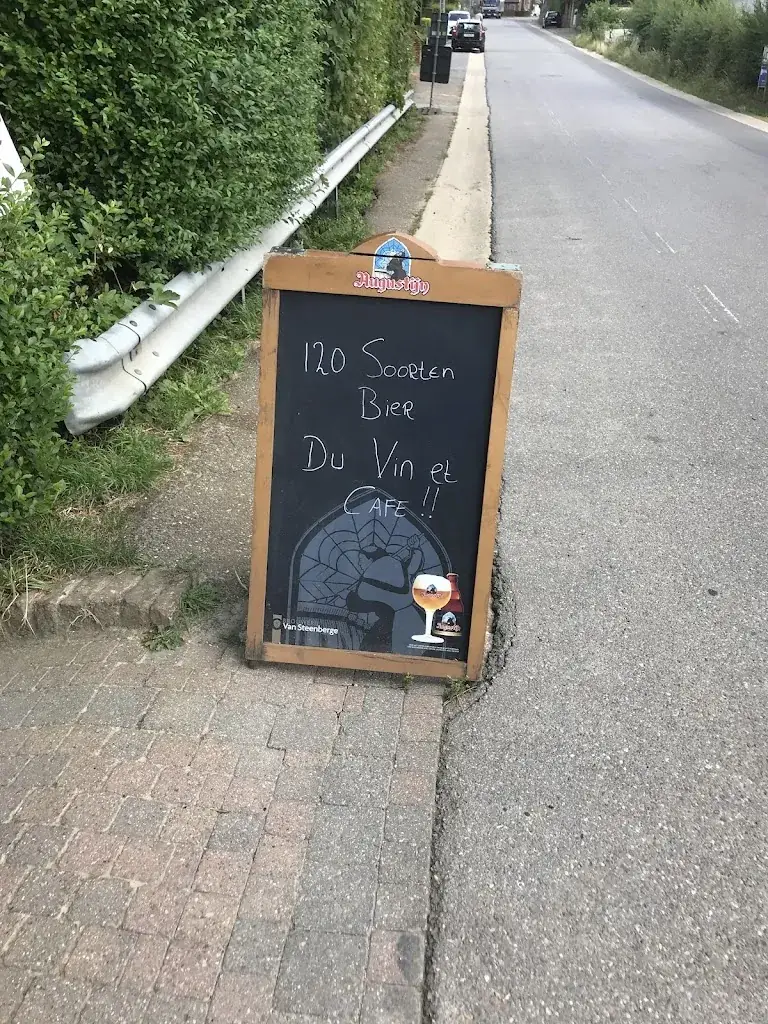 Augustijn
120 Soorten
Bier
Du Vin et
Cafe !!
Van Steenberge